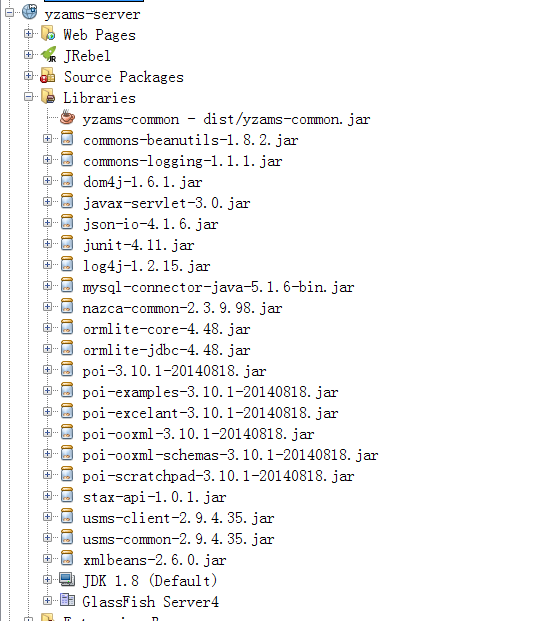 yzams-server
Web Pages
JRebel
Source Packages
Libraries
yzams-common - dist/yzams-common.jar
commons-beanutils-1.8.2.jar
commons-logging-1.1.1.jar
dom4j-1.6.1.jar
javax-servlet-3.0.jar
json-io-4.1.6.jar
junit-4.11.jar
log4j-1.2.15.jar
mysql-connector-java-5.1.6-bin.jar
nazca-common-2.3.9.98.jar
ormlite-core-4.48.jar
ormlite-jdbc-4.48.jar
poi-3.10.1-20140818.jar
poi-examples-3.10.1-20140818.jar
poi-excelant-3.10.1-20140818.jar
poi-ooxml-3.10.1-20140818.jar
poi-ooxml-schemas-3.10.1-20140818.jar
poi-scratchpad-3.10.1-20140818.jar
stax-api-1.0.1.jar
usms-client-2.9.4.35.jar
usms-common-2.9.4.35.jar
xmlbeans-2.6.0.jar
JDK 1.8 (Default)
GlassFish Server4